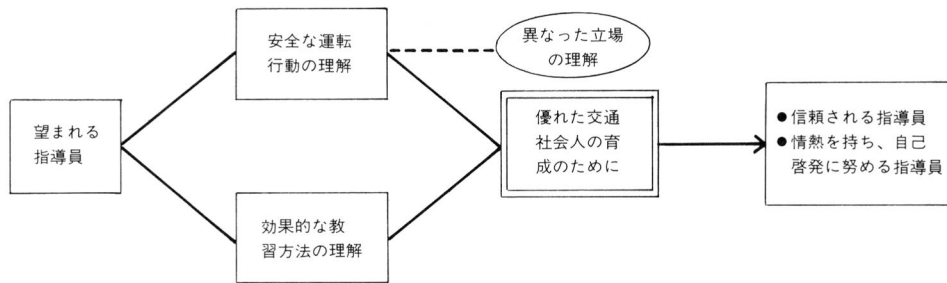 望まれる
指導員
安全な運転
行動の理解
異なった立場
の理解
効果的な教
習方法の理解
優れた交通
社会人の育
成のために
●信頼される指導員
●情熱を持ち、自己
啓発に努める指導員